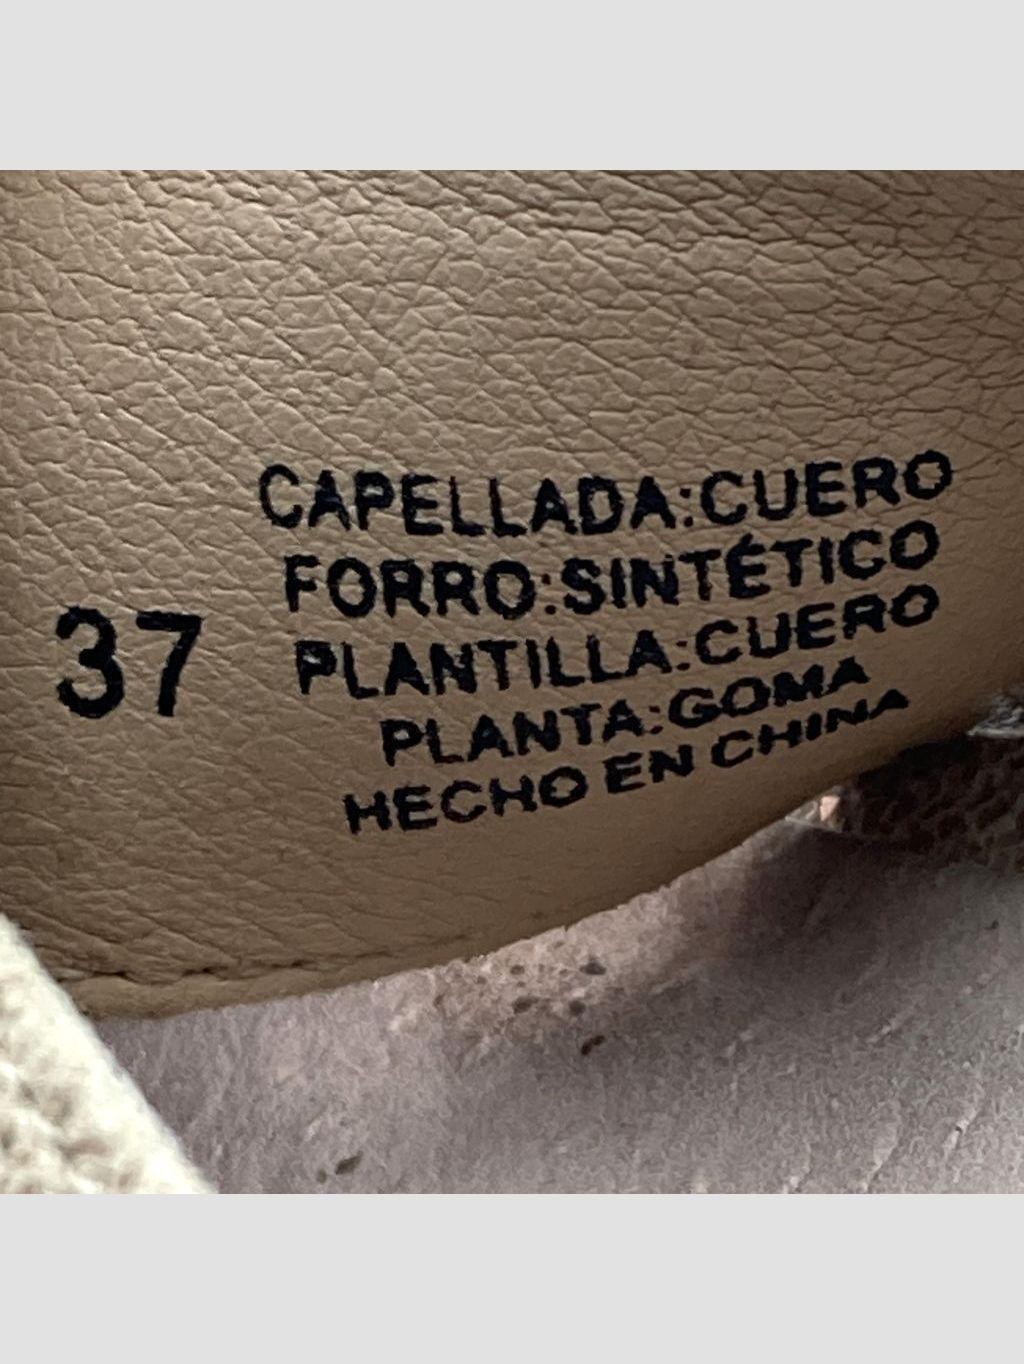 CAPELLADA:CUERO
FORRO:SINTÉTICO
37
PLANTILLA:CUERO
PLANTA:GOMA
HECHO EN CHINA